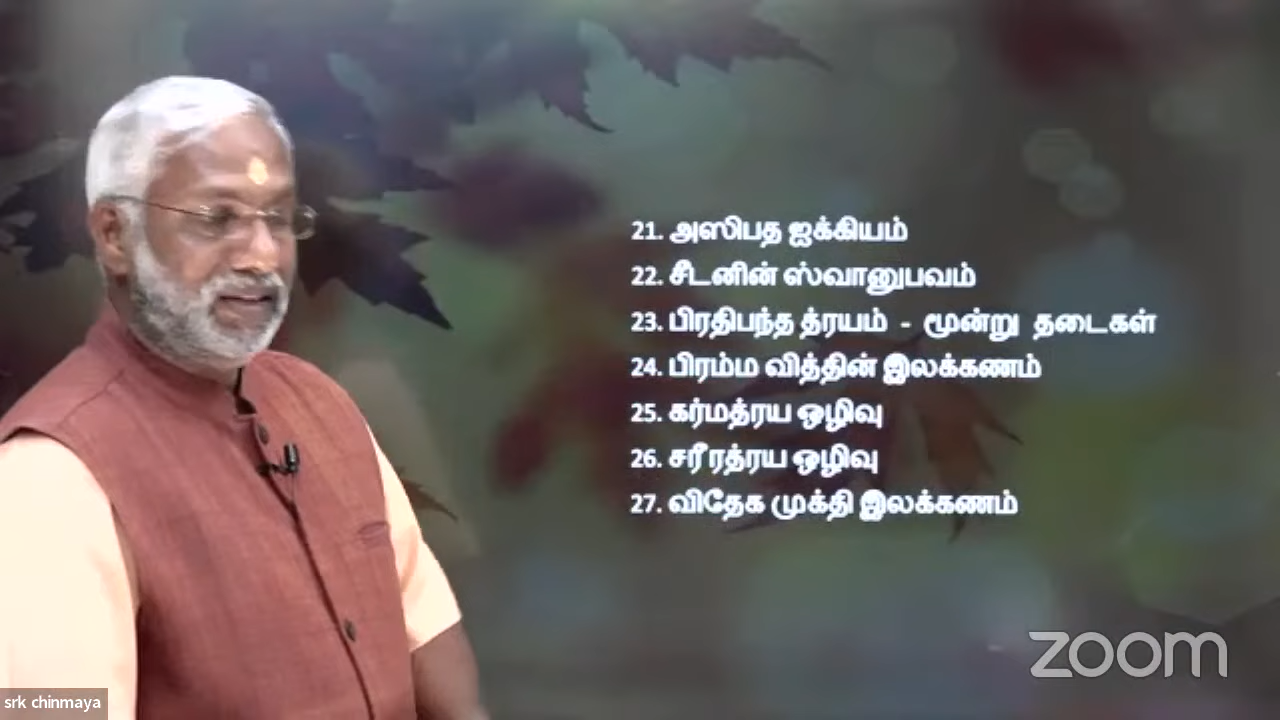 21. அஸிபத ஐக்கியம்
22. சீடனின் ஸ்வானுபவம்
23. பிரதிபந்த த்ரயம் - மூன்று தடைகள்
24. பிரம்ம வித்தின் இலக்கணம்
25. கர்மத்ரய ஒழிவு
26. சரீரத்ரய ஒழிவு
27. விதேக முக்தி இலக்கணம்
zoom
srk chinmaya